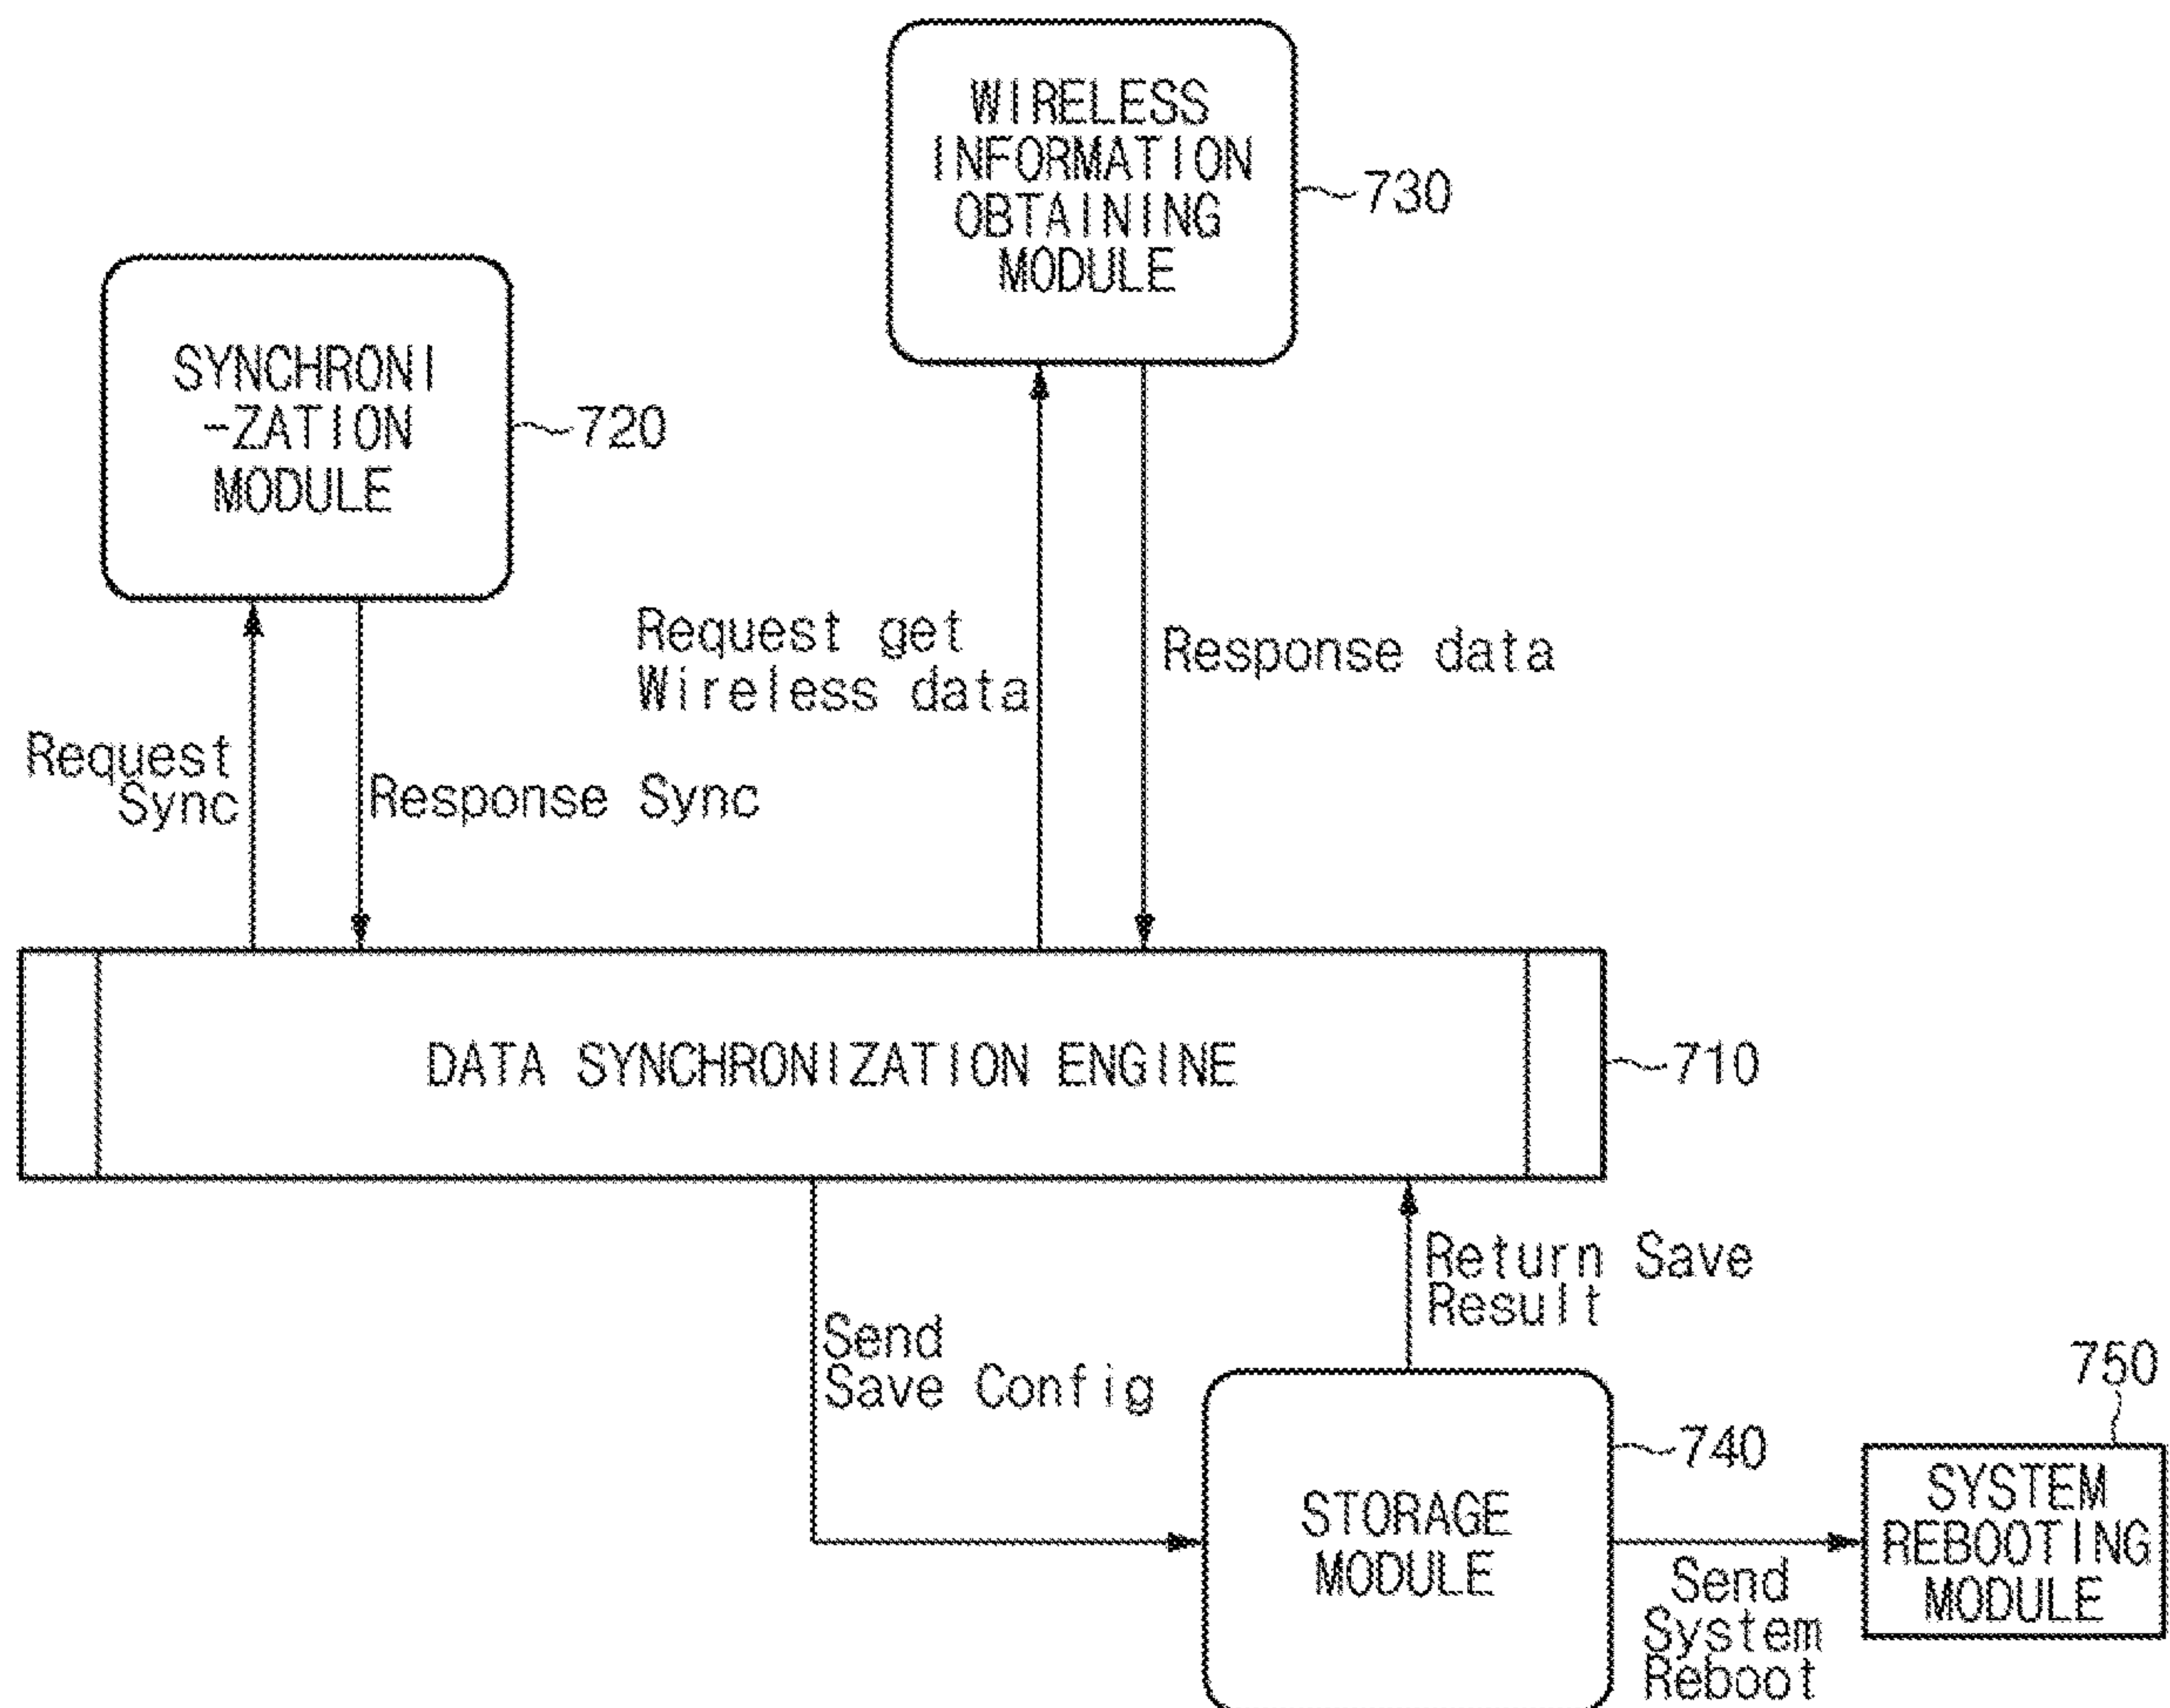 WIRELESS
INFORMATION
OBTAINING
MODULE
730
SYNCHRONI
-ZATION
MODULE
720
Request get
Wireless data
Response data
Request
Sync
Response Sync
DATA SYNCHRONIZATION ENGINE
710
Return Save
Result
Send
Save Config
750
740
STORAGE
MODULE
SYSTEM
REBOOTING
MODULE
Send
System
Reboot